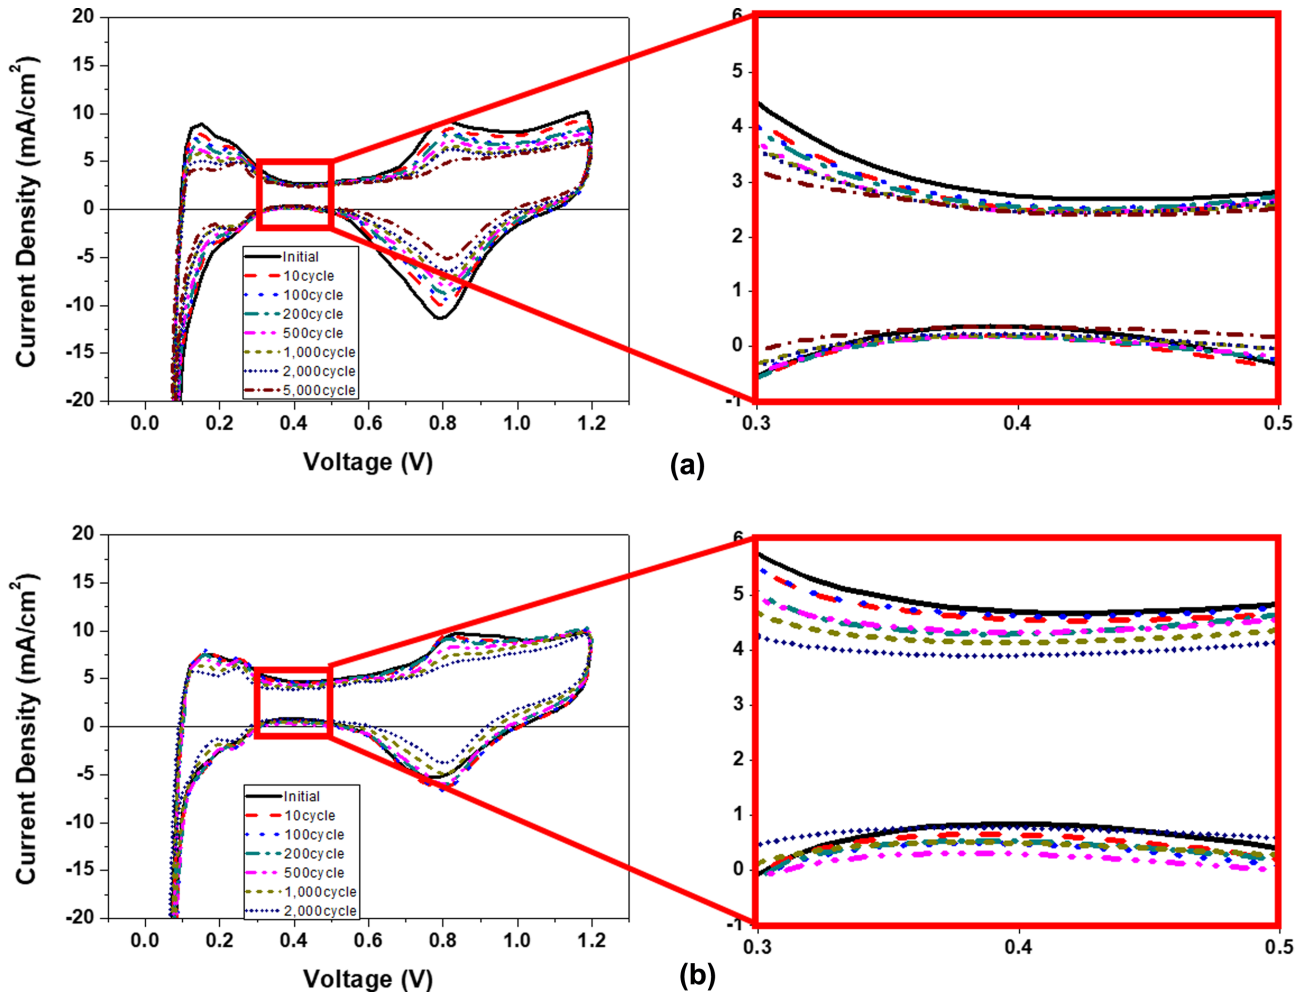 20
15
10
5
0
-5
-10
-15
-20
Current Density (mA/cm²)
Initial
10cycle
100cycle
200cycle
500cycle
1,000cycle
2,000cycle
5,000cycle
0.0 0.2 0.4 0.6 0.8 1.0 1.2
Voltage (V)
6
5
4
3
2
1
0
-1
0.3 0.4 0.5
(a)
20
15
10
5
0
-5
-10
-15
-20
Current Density (mA/cm²)
Initial
10cycle
100cycle
200cycle
500cycle
1,000cycle
2,000cycle
0.0 0.2 0.4 0.6 0.8 1.0 1.2
Voltage (V)
6
5
4
3
2
1
0
-1
0.3 0.4 0.5
(b)